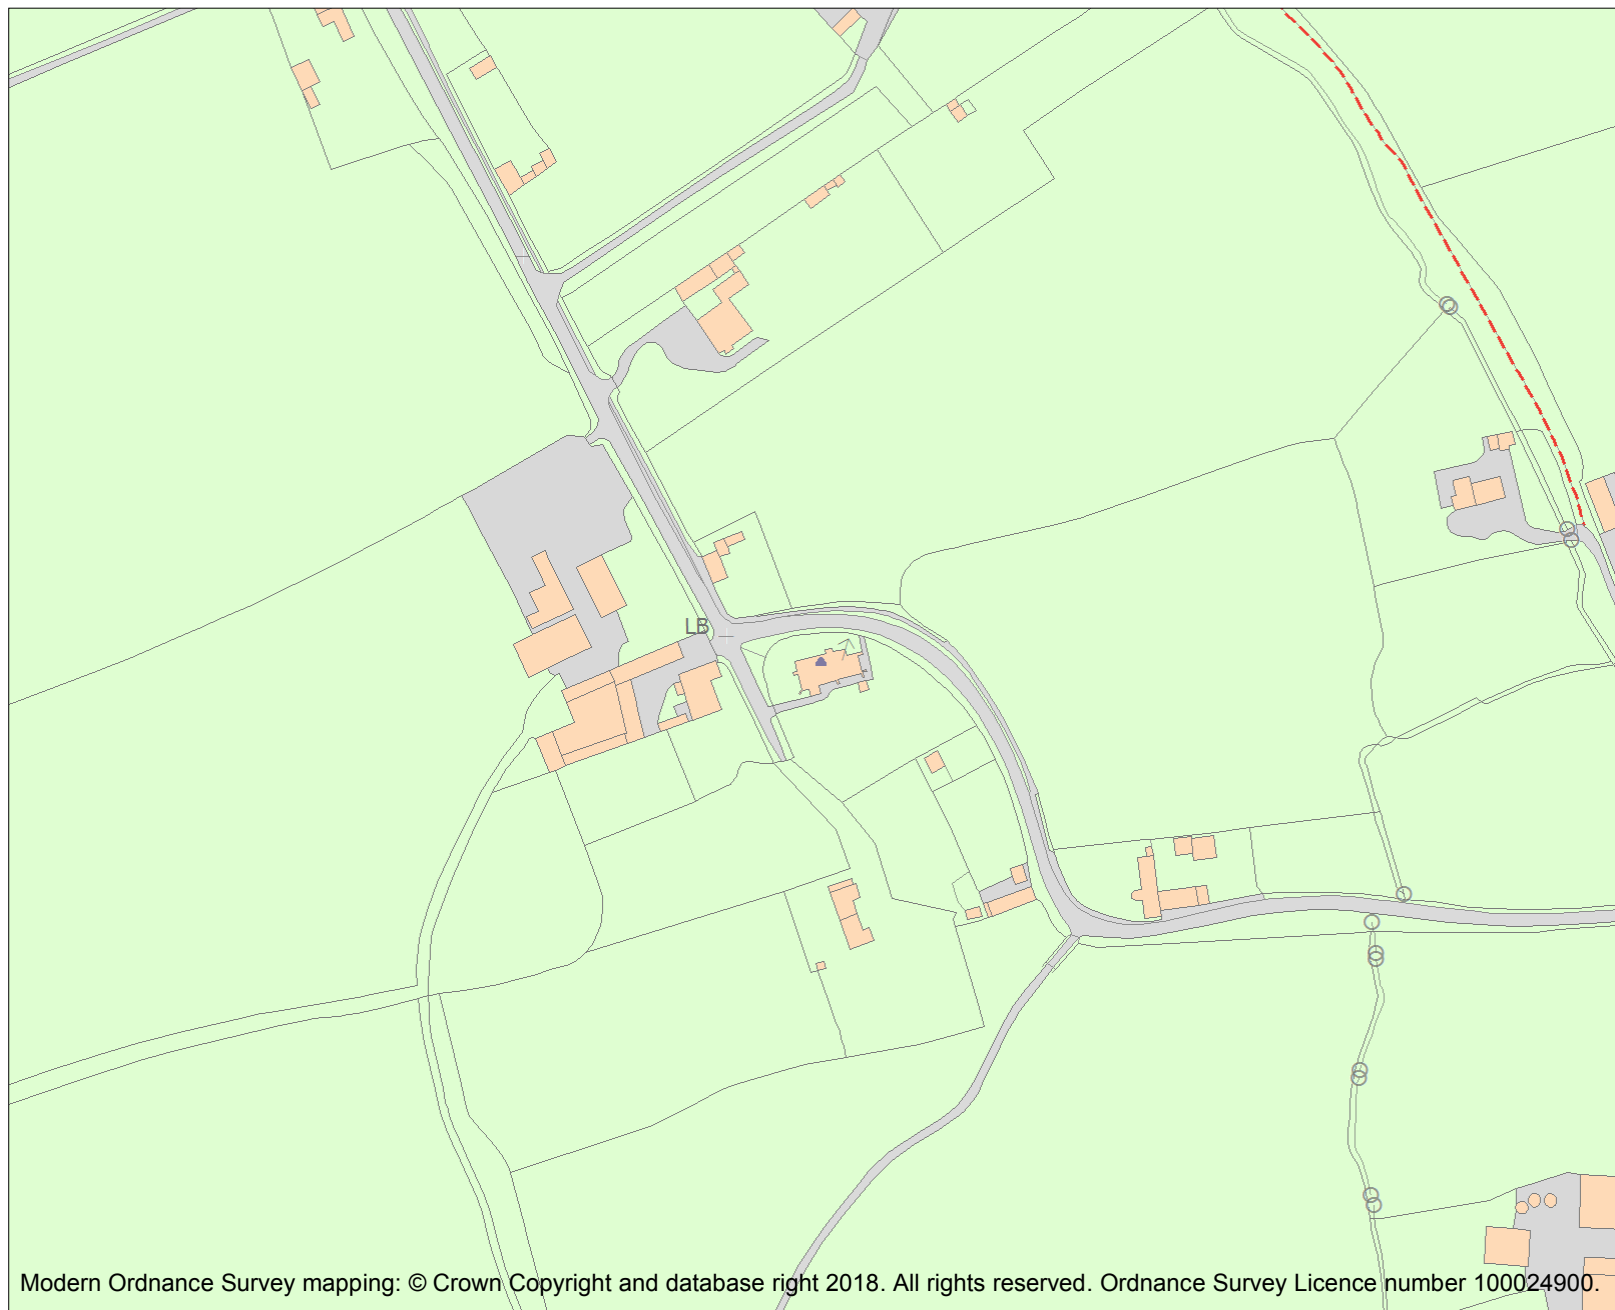 LB
Modern Ordnance Survey mapping: © Crown Copyright and database right 2018. All rights reserved. Ordnance Survey Licence number 100024900.